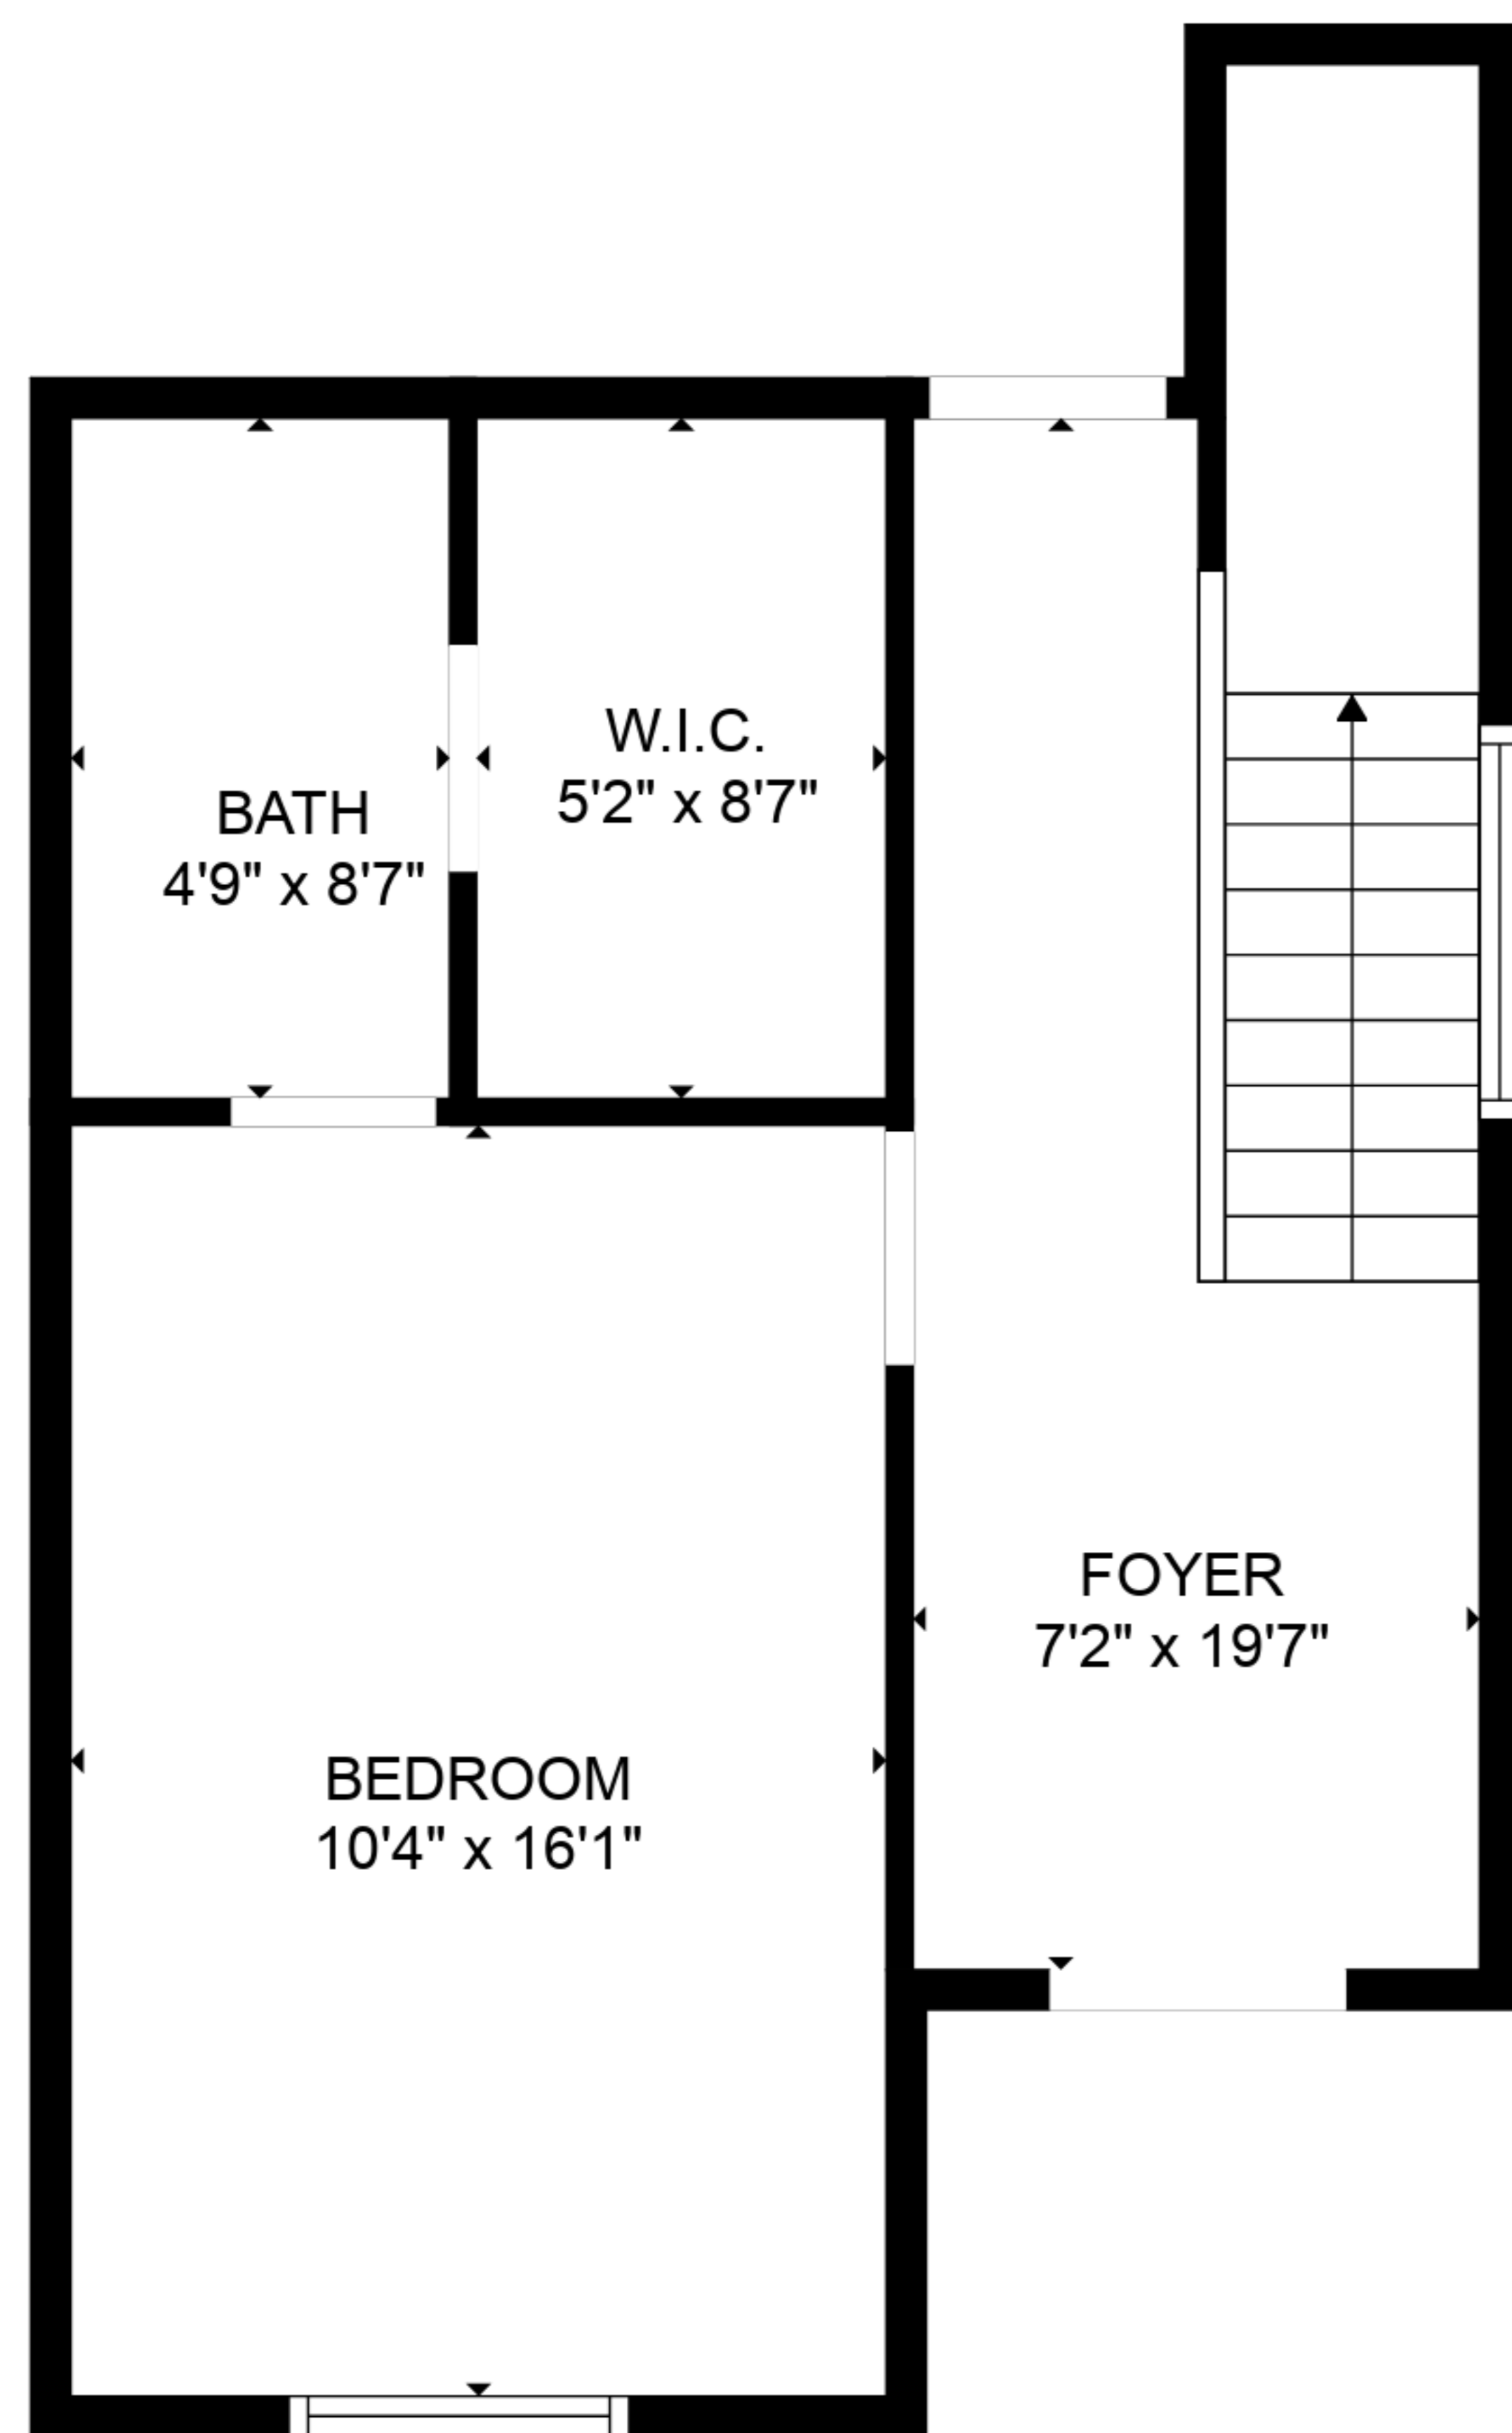 W.I.C.
5'2" x 8'7"
BATH
4'9" x 8'7"
FOYER
7'2" x 19'7"
BEDROOM
10'4" x 16'1"